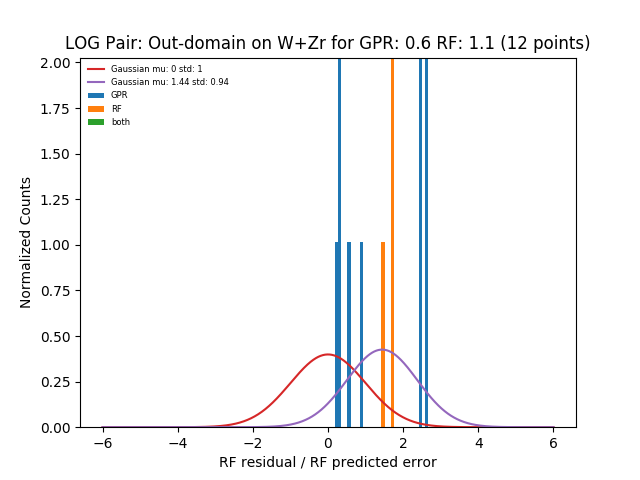 LOG Pair: Out-domain on W+Zr for GPR: 0.6 RF: 1.1 (12 points)
Gaussian mu: 0 std: 1
Gaussian mu: 1.44 std: 0.94
GPR
RF
both
2.00
1.75
1.50
1.25
1.00
0.75
0.50
0.25
0.00
Normalized Counts
−6 −4 −2 0 2 4 6
RF residual / RF predicted error